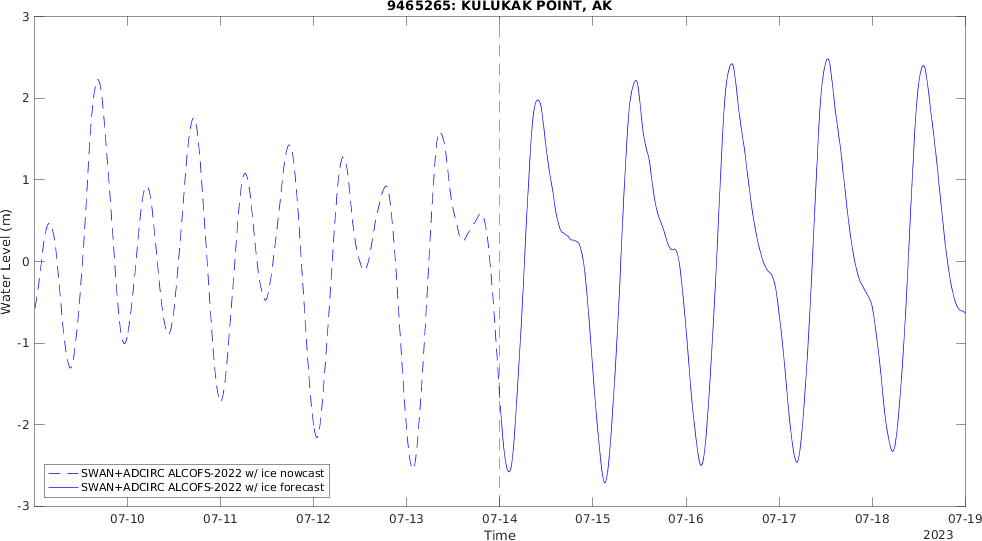 9465265: KULUKAK POINT, AK
3
2
1
0
-1
-2
-3
Water Level (m)
SWAN+ADCIRC ALCOFS-2022 w/ ice nowcast
SWAN+ADCIRC ALCOFS-2022 w/ ice forecast
07-10 07-11 07-12 07-13 07-14 07-15 07-16 07-17 07-18 07-19
Time
2023